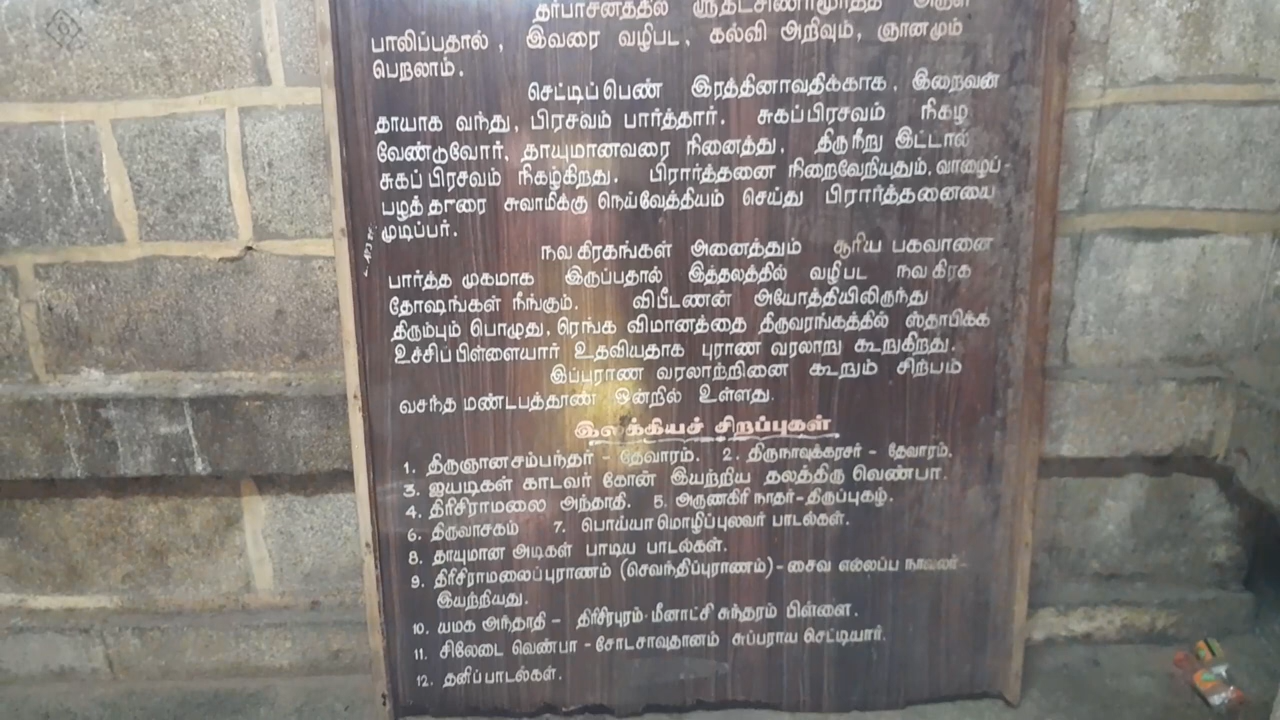 தர்பாசனத்தில் ஸ்ரீதட்சிணாமூர்த்தி அருள்
பாலிப்பதால், இவரை வழிபட, கல்வி அறிவும், ஞானமும்
பெறலாம்.
செட்டிப்பெண் இரத்தினாவதிக்காக, இறைவன்
தாயாக வந்து, பிரசவம் பார்த்தார். சுகப்பிரசவம் நிகழ
வேண்டுவோர், தாயுமானவரை நினைத்து, திருநீறு இட்டால்
சுகப் பிரசவம் நிகழ்கிறது. பிரார்த்தனை நிறைவேறியதும், வாழைப்-
பழத் தாரை சுவாமிக்கு நெய்வேத்தியம் செய்து பிரார்த்தனையை
முடிப்பர்.
நவ கிரகங்கள் அனைத்தும் சூரிய பகவானை
பார்த்த முகமாக இருப்பதால் இத்தலத்தில் வழிபட நவ கிரக
தோஷங்கள் நீங்கும். விபீடணன் அயோத்தியிலிருந்து
திரும்பும் பொழுது, ரெங்க விமானத்தை திருவரங்கத்தில் ஸ்தாபிக்க
உச்சிப்பிள்ளையார் உதவியதாக புராண வரலாறு கூறுகிறது.
இப்புராண வரலாற்றினை கூறும் சிற்பம்
வசந்த மண்டபத்தூண் ஒன்றில் உள்ளது.
இலக்கியச் சிறப்புகள்
1. திருஞானசம்பந்தர் - தேவாரம். 2. திருநாவுக்கரசர் - தேவாரம்.
3. ஐயடிகள் காடவர் கோன் இயற்றிய தலத்திரு வெண்பா.
4. திரிசிராமலை அந்தாதி. 5. அருணகிரி நாதர்-திருப்புகழ்.
6. திருவாசகம் 7. பொய்யா மொழிப்புலவர் பாடல்கள்.
8. தாயுமான அடிகள் பாடிய பாடல்கள்.
9. திரிசிராமலைப்புராணம் (செவந்திப்புராணம்) - சைவ எல்லப்ப நாவலர்-
இயற்றியது.
10. யமக அந்தாதி - திரிசிரபுரம் மீனாட்சி சுந்தரம் பிள்ளை.
11. சிலேடை வெண்பா - சோடசாவுதானம் சுப்பராய செட்டியார்.
12. தனிப்பாடல்கள்.